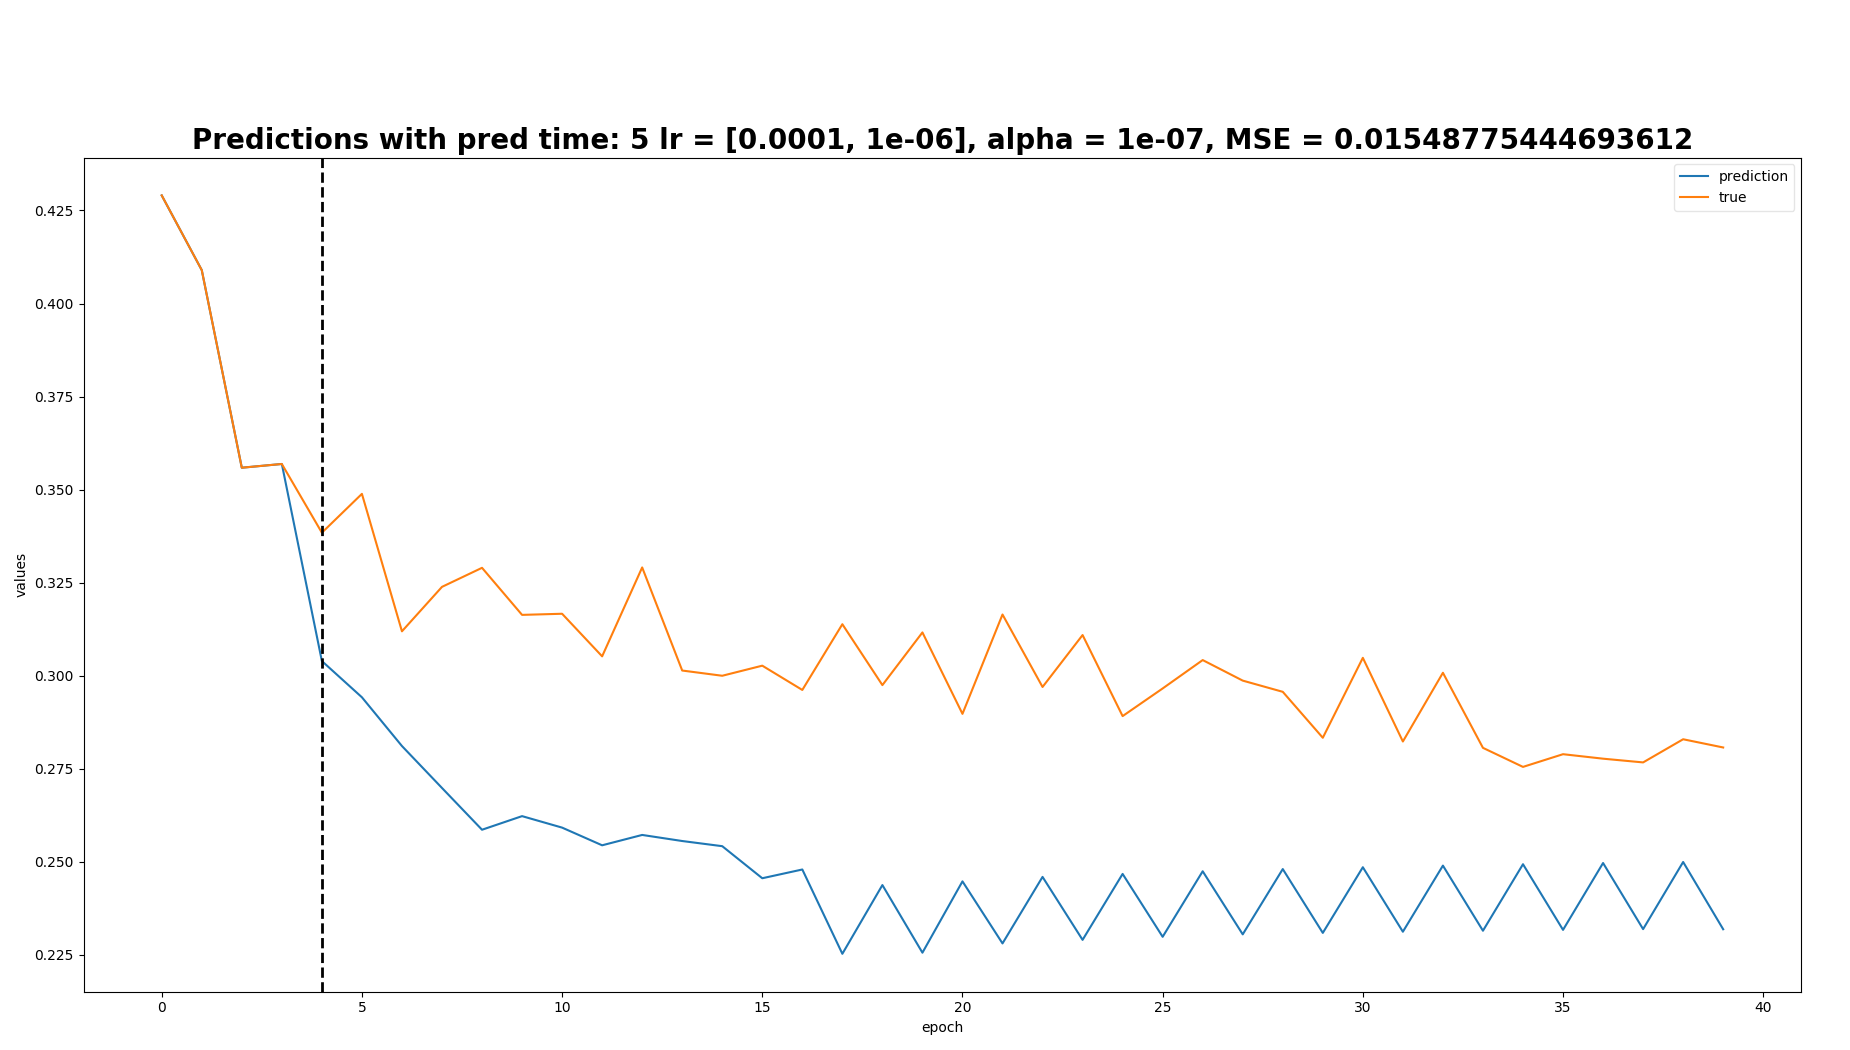 Predictions with pred time: 5 lr = [0.0001, 1e-06], alpha = 1e-07, MSE = 0.01548775444693612
prediction
true
0.425
0.400
0.375
0.350
0.325
0.300
0.275
0.250
0.225
values
0 5 10 15 20 25 30 35 40
epoch